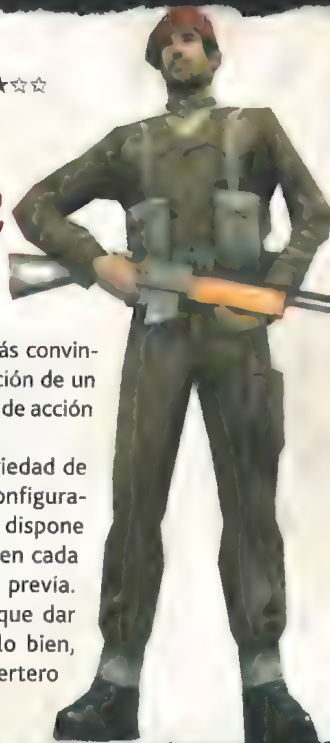 ás convin-
ción de un
de acción
iedad de
onfigura-
dispone
en cada
previa.
que dar
lo bien,
ertero